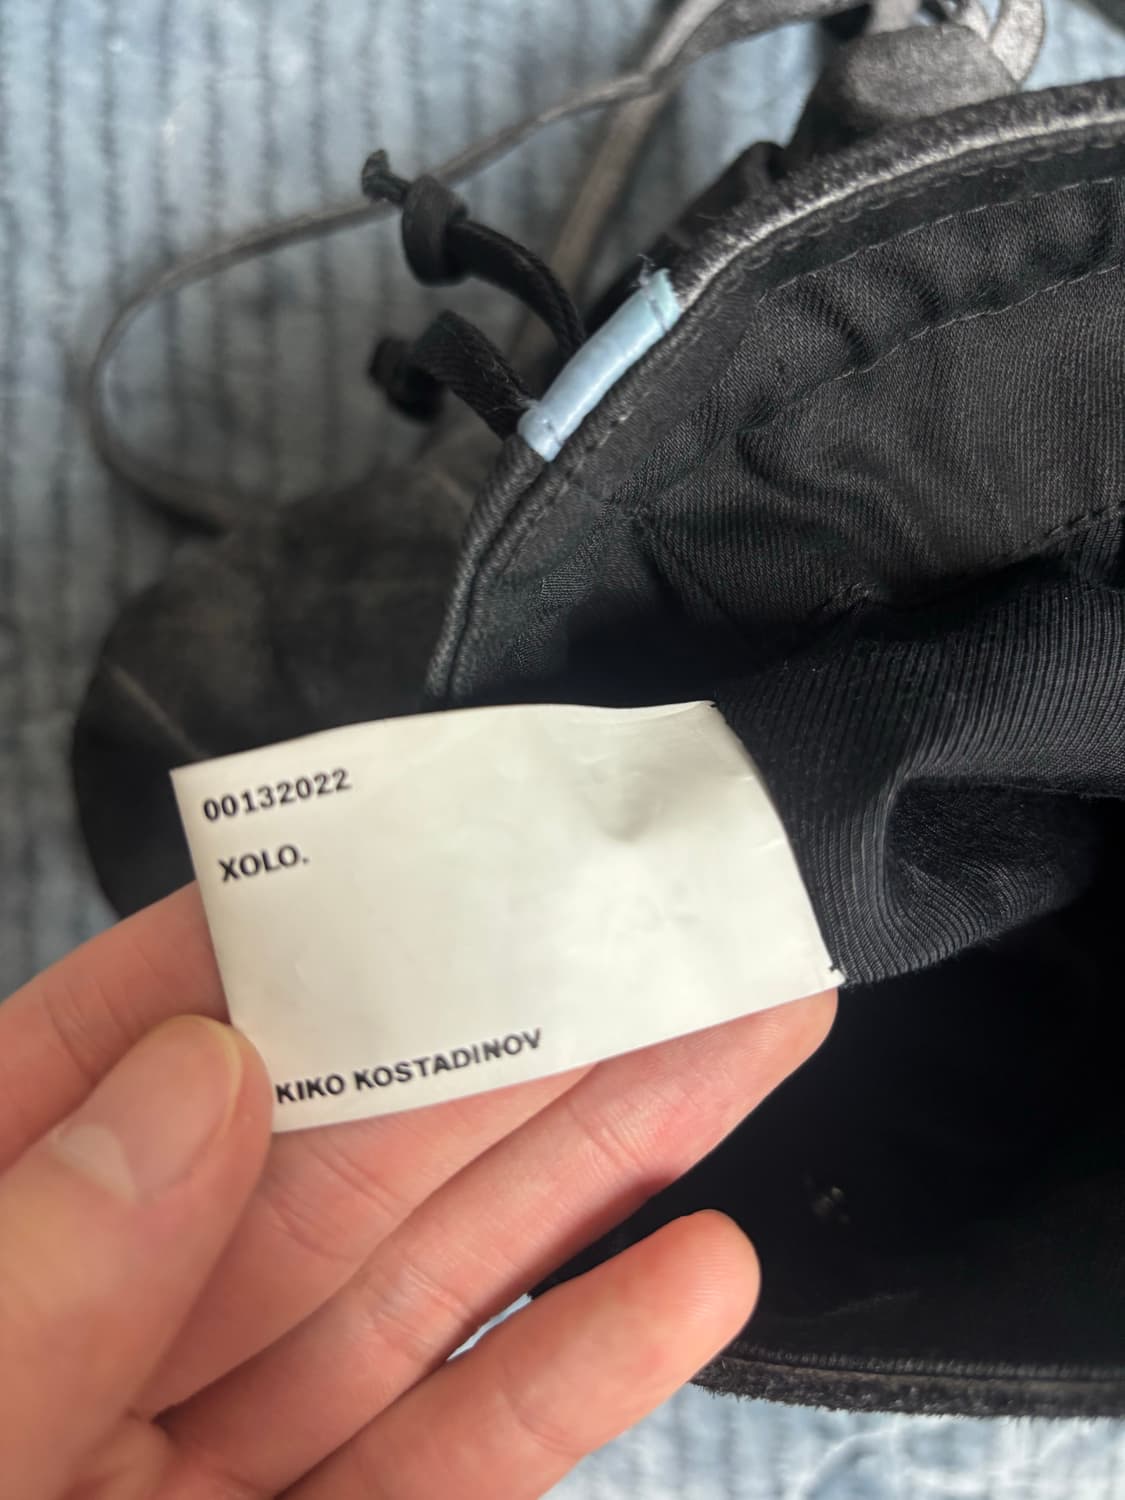 00132022
XOLO.
KIKO KOSTADINOV